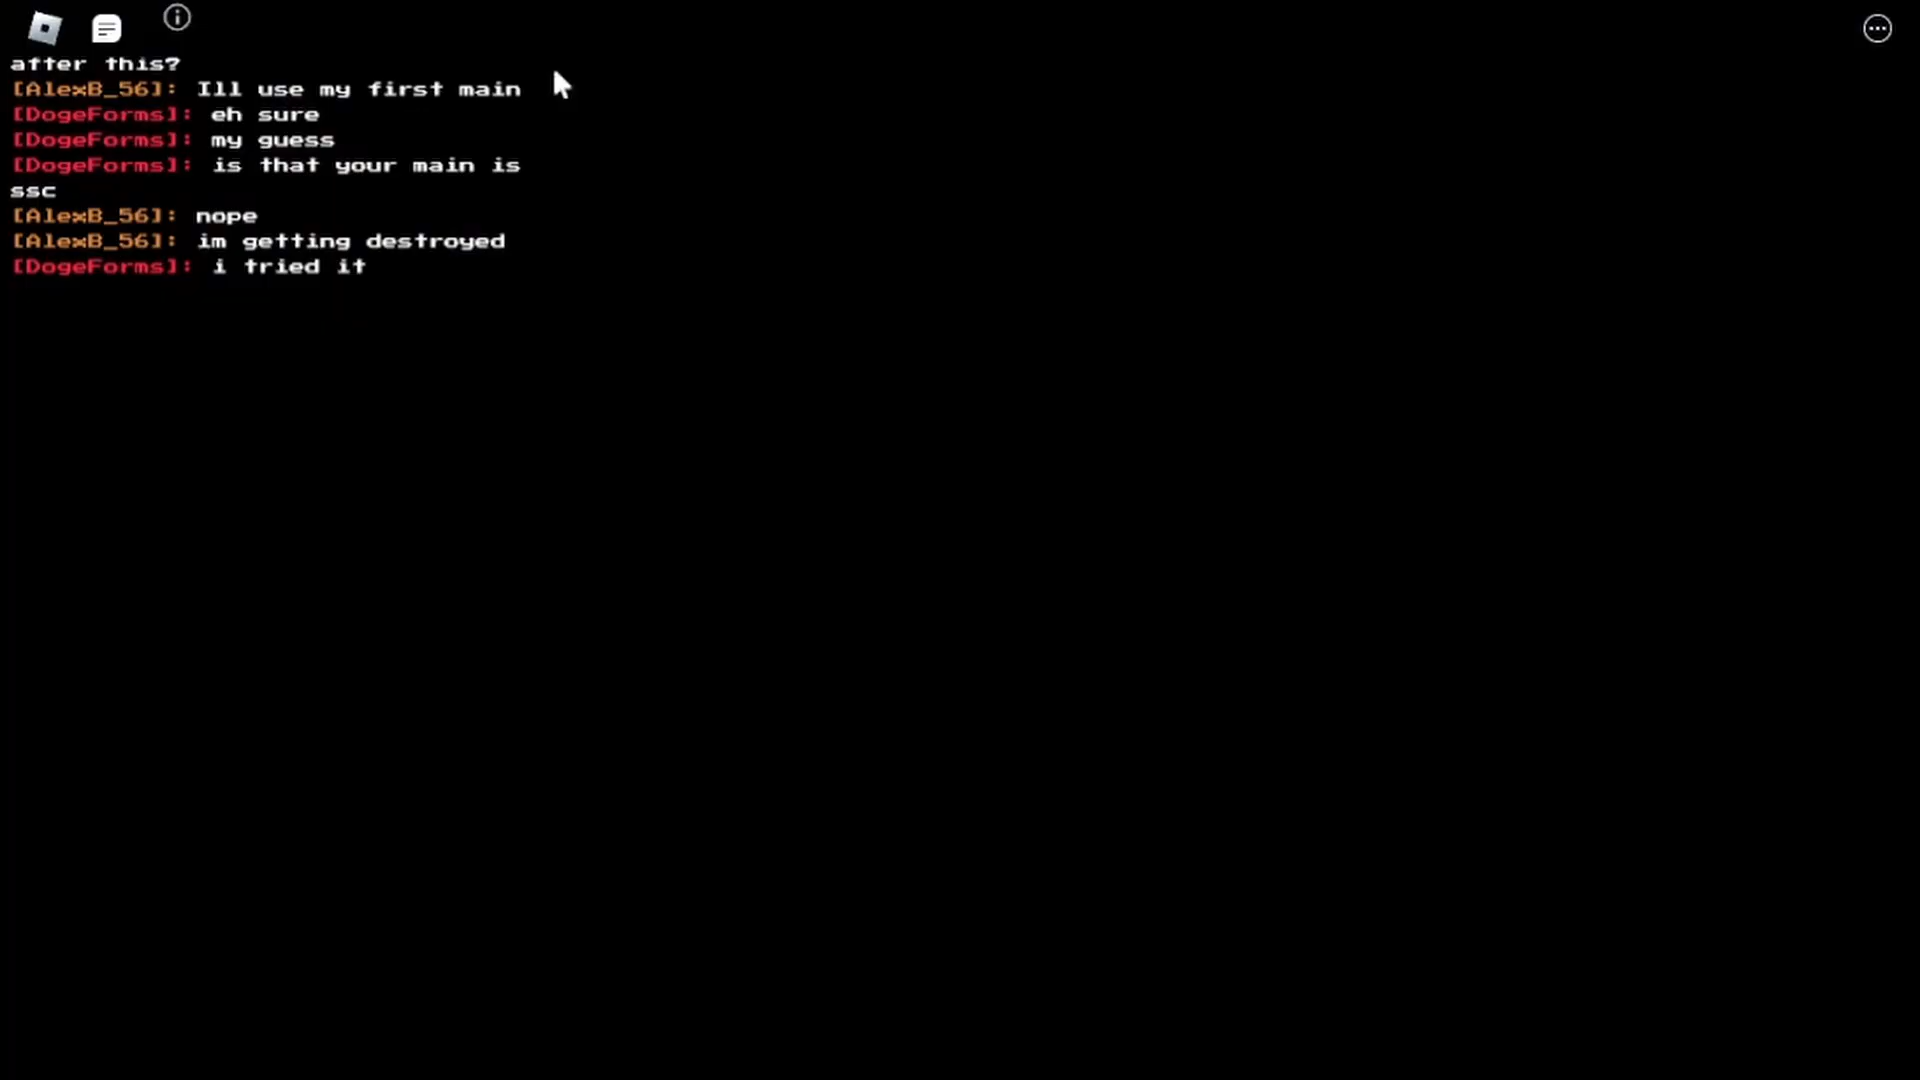 after this?
[AlexB_56]: Ill use my first main
[DogeForms]: eh sure
[DogeForms]: my guess
[DogeForms]: is that your main is
ssc
[AlexB_56]: nope
[AlexB_56]: im getting destroyed
[DogeForms]: i tried it